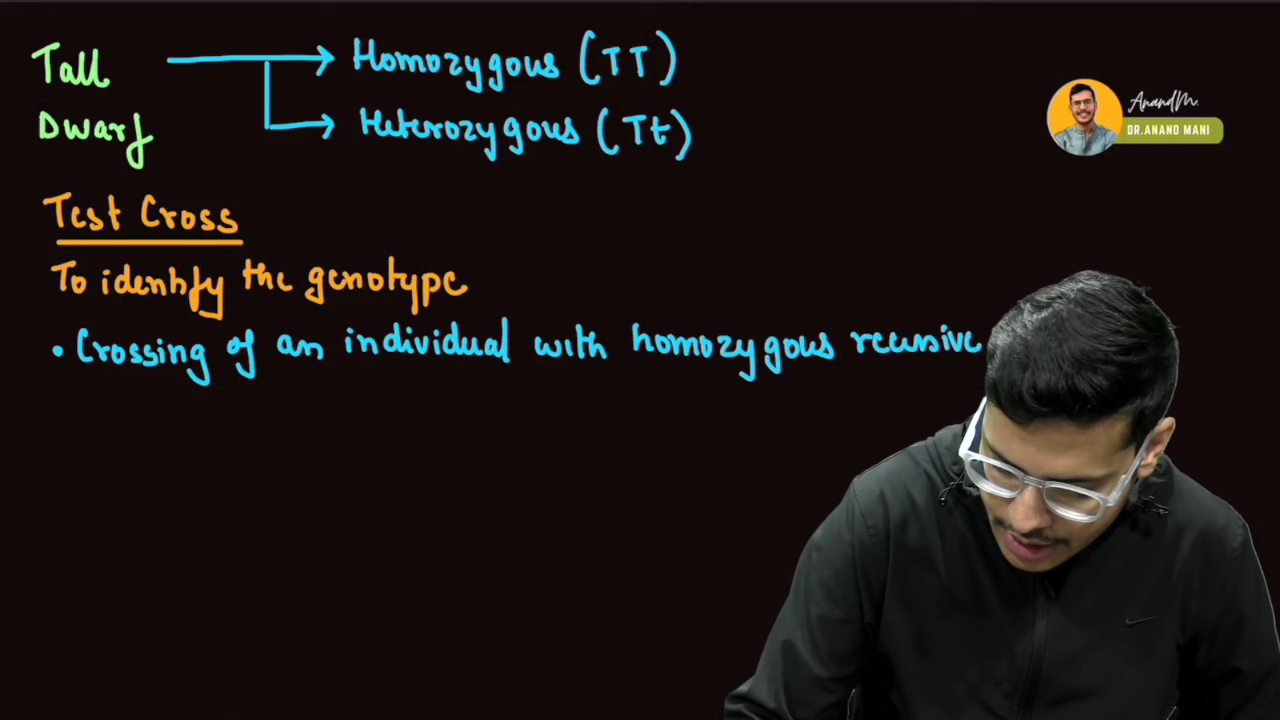 Tall → Homozygous (TT)
Dwarf → Heterozygous (Tt)
AnandM.
DR.ANAND MANI
Test Cross
To identify the genotype
• Crossing of an individual with homozygous recessive